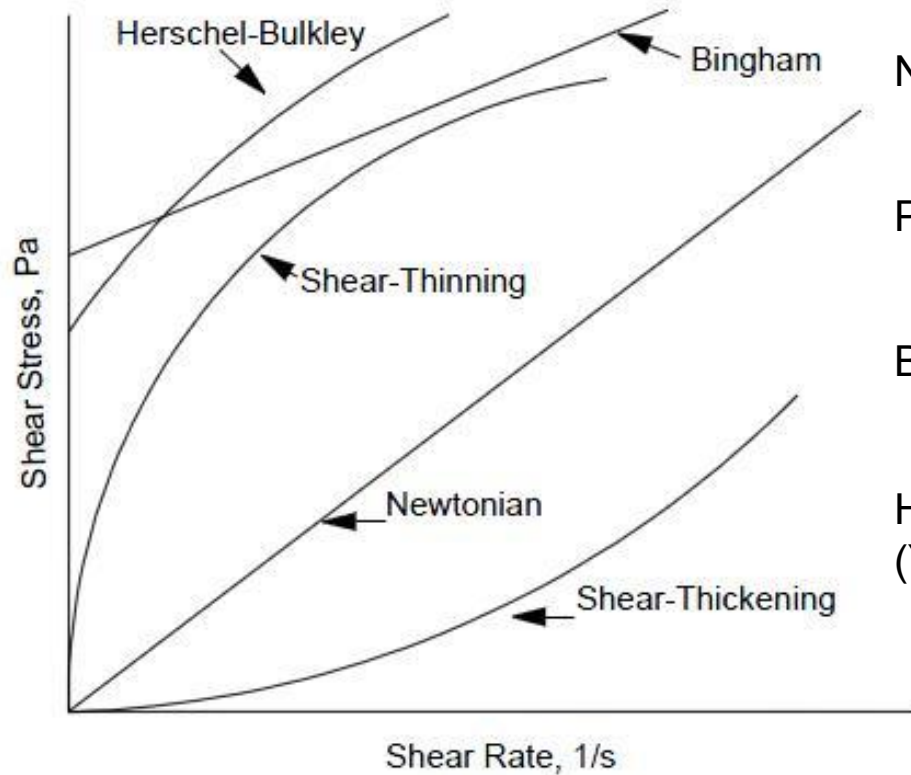 Herschel-Bulkley
Bingham
Shear-Thinning
Newtonian
Shear-Thickening
Shear Stress, Pa
Shear Rate, 1/s